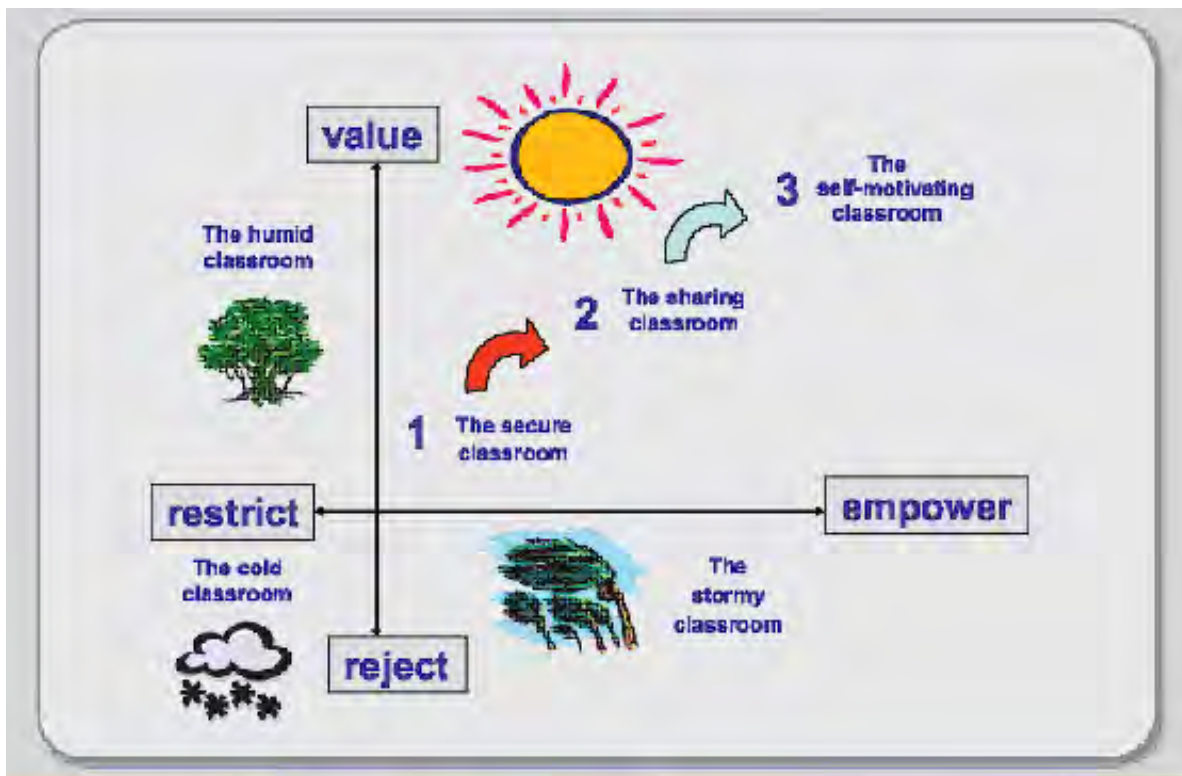 value
The humid
classroom
3
The
self-motivating
classroom
2
The sharing
classroom
1
The secure
classroom
restrict
empower
The cold
classroom
The
stormy
classroom
reject